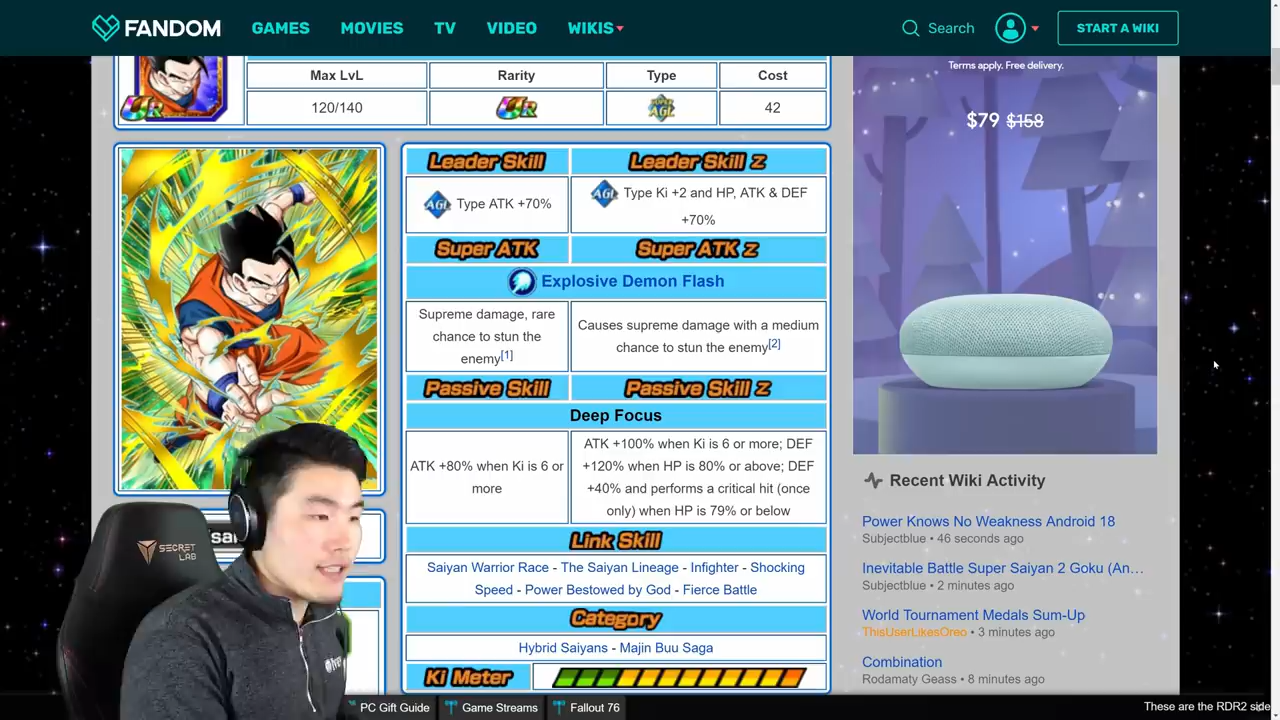 FANDOM GAMES MOVIES TV VIDEO WIKIS Search START A WIKI
Max LvL Rarity Type Cost
120/140 UR SUPER AGL 42
UR
Leader Skill Leader Skill Z
AGL Type ATK +70%
AGL Type Ki +2 and HP, ATK & DEF
+70%
Super ATK Super ATK Z
Explosive Demon Flash
Supreme damage, rare
chance to stun the
enemy[1]
Causes supreme damage with a medium
chance to stun the enemy[2]
Passive Skill Passive Skill Z
Deep Focus
ATK +80% when Ki is 6 or
more
ATK +100% when Ki is 6 or more; DEF
+120% when HP is 80% or above; DEF
+40% and performs a critical hit (once
only) when HP is 79% or below
Link Skill
Saiyan Warrior Race - The Saiyan Lineage - Infighter - Shocking
Speed - Power Bestowed by God - Fierce Battle
Category
Hybrid Saiyans - Majin Buu Saga
Ki Meter
Terms apply. Free delivery.
$79 $158
Recent Wiki Activity
Power Knows No Weakness Android 18
Subjectblue • 46 seconds ago
Inevitable Battle Super Saiyan 2 Goku (An…
Subjectblue • 2 minutes ago
World Tournament Medals Sum-Up
ThisUserLikesOreo • 3 minutes ago
Combination
Rodamaty Geass • 8 minutes ago
SECRET
LAB
PC Gift Guide Game Streams Fallout 76 These are the RDR2 side